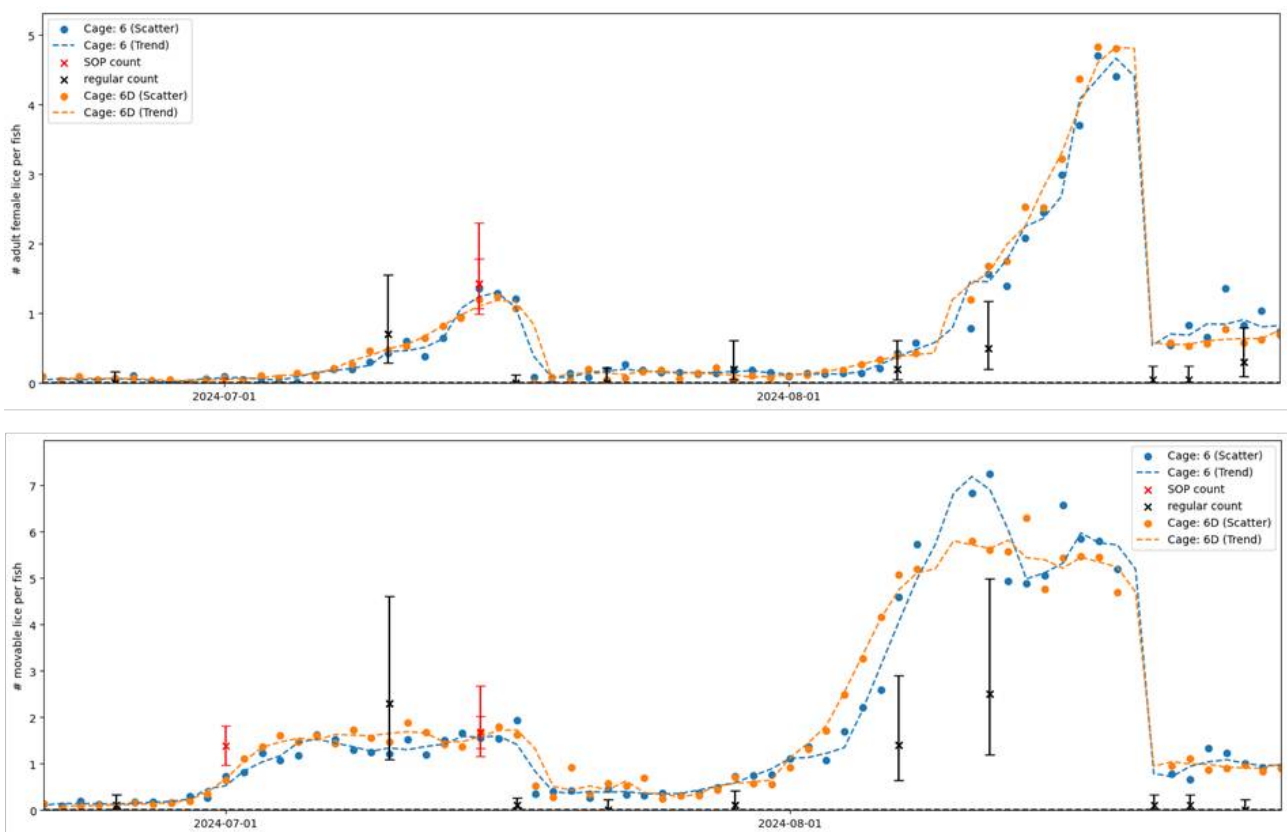 5
4
3
2
1
0
# adult female lice per fish
Cage: 6 (Scatter)
Cage: 6 (Trend)
SOP count
regular count
Cage: 6D (Scatter)
Cage: 6D (Trend)
2024-07-01
2024-08-01
7
6
5
4
3
2
1
0
# movable lice per fish
Cage: 6 (Scatter)
Cage: 6 (Trend)
SOP count
regular count
Cage: 6D (Scatter)
Cage: 6D (Trend)
2024-07-01
2024-08-01